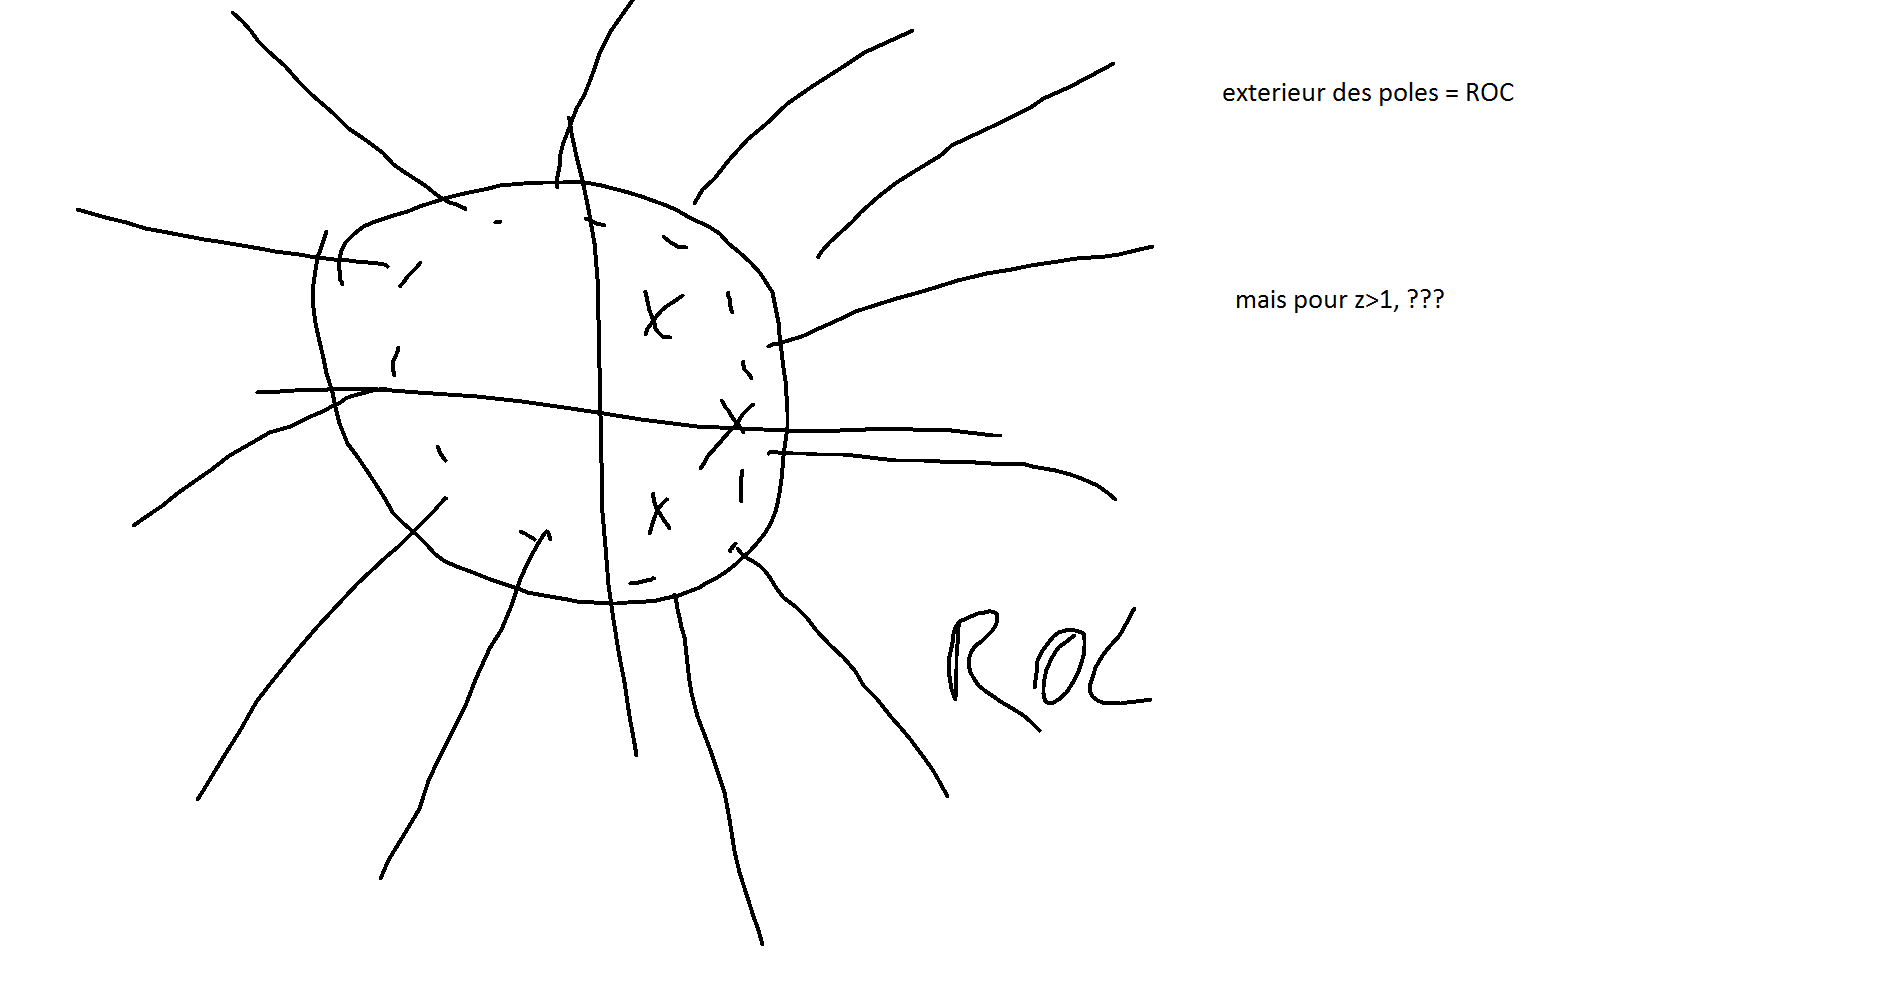 exterieur des poles = ROC
mais pour z>1, ???
ROC